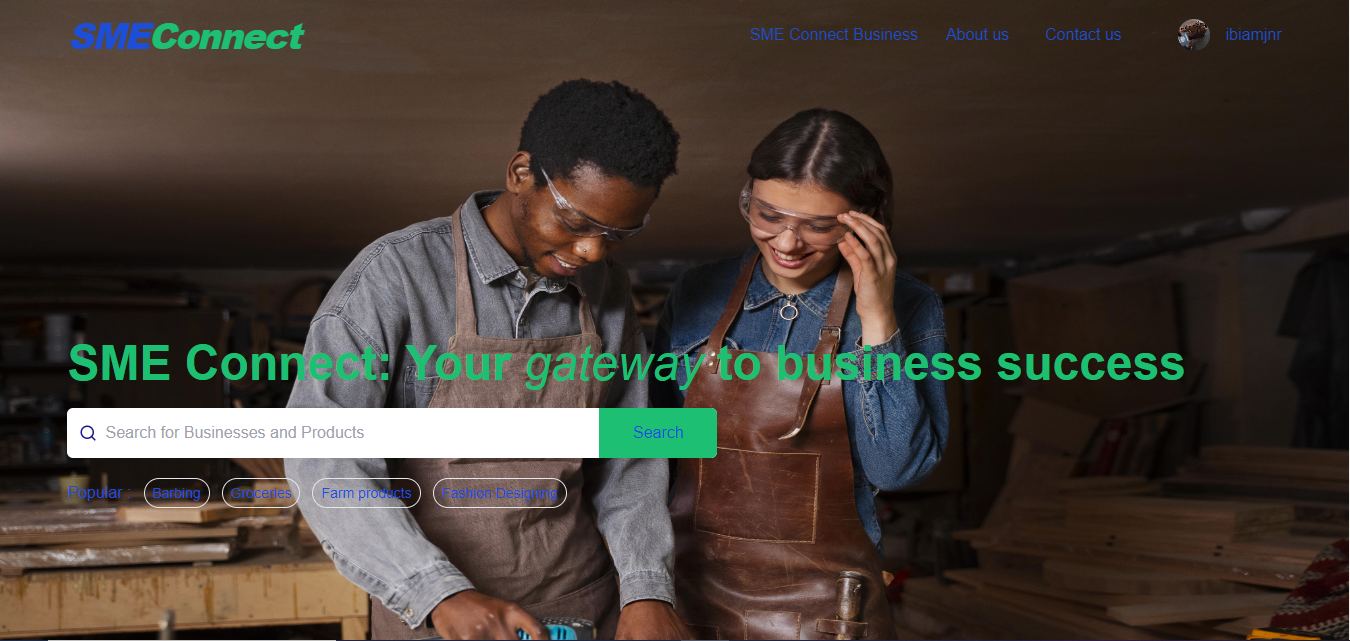 SMEConnect
SME Connect Business About us Contact us ibiamjnr
SME Connect: Your gateway to business success
Search for Businesses and Products Search
Popular : Barbing Groceries Farm products Fashion Designing